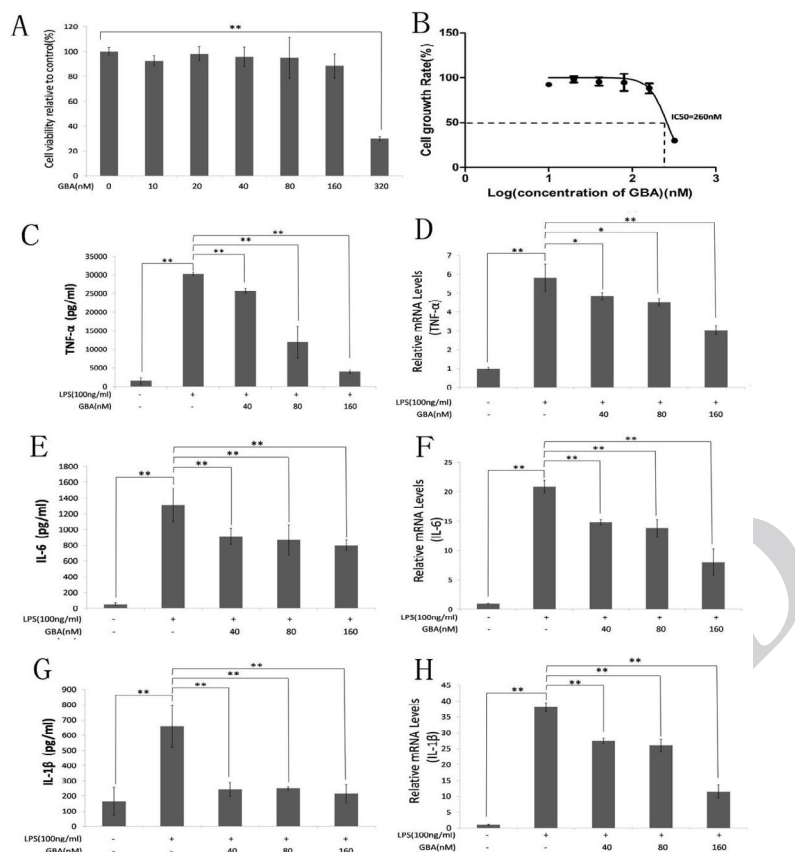 A
**
Cell viability relative to control(%)
120
100
80
60
40
20
0
GBA(nM)
0 10 20 40 80 160 320
B
Cell grouwth Rate(%)
150
100
50
0
IC50=260nM
0 1 2 3
Log(concentration of GBA)(nM)
C
**
**
** **
TNF-α
(pg/ml)
35000
30000
25000
20000
15000
10000
5000
0
LPS(100ng/ml) - + + + +
GBA(nM) - - 40 80 160
D
**
*
** *
Relative mRNA Levels
(TNF-α)
7
6
5
4
3
2
1
0
LPS(100ng/ml) - + + + +
GBA(nM) - - 40 80 160
E
**
**
** **
IL-6
(pg/ml)
1800
1600
1400
1200
1000
800
600
400
200
0
LPS(100ng/ml) - + + + +
GBA(nM) - - 40 80 160
F
**
**
** **
Relative mRNA Levels
(IL-6)
25
20
15
10
5
0
LPS(100ng/ml) - + + + +
GBA(nM) - - 40 80 160
G
**
**
** **
IL-1β
(pg/ml)
900
800
700
600
500
400
300
200
100
0
LPS(100ng/ml) - + + + +
GBA(nM) - - 40 80 160
H
**
**
** **
Relative mRNA Levels
(IL-1β)
45
40
35
30
25
20
15
10
5
0
LPS(100ng/ml) - + + + +
GBA(nM) - - 40 80 160